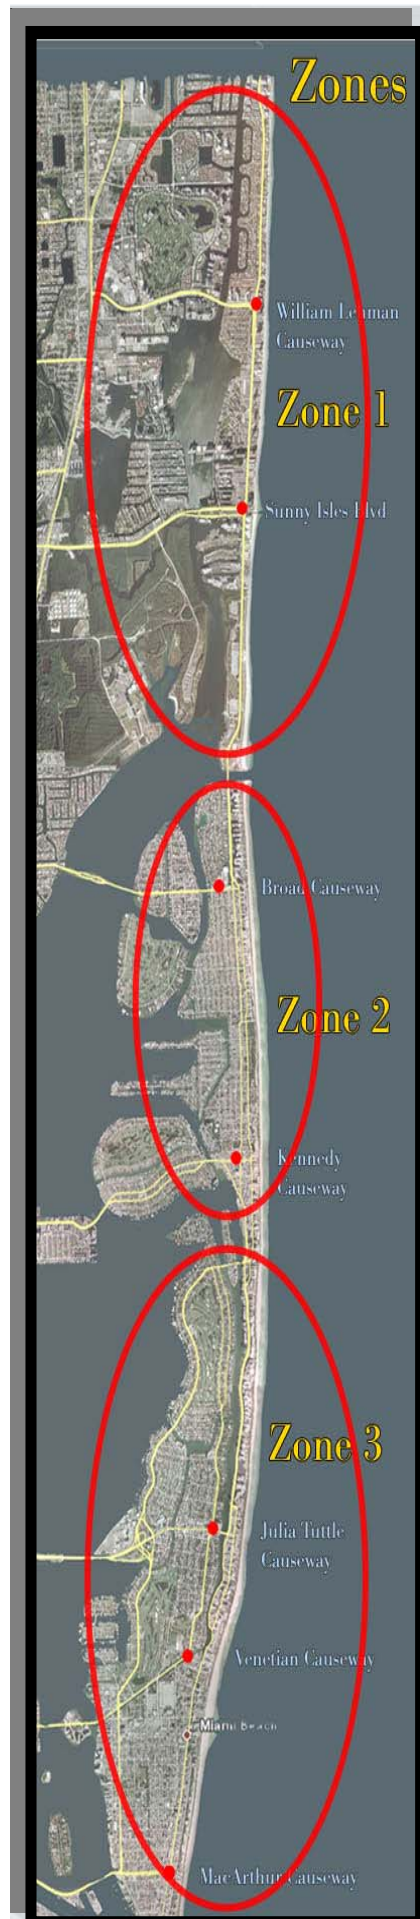 Zones
William Lehman
Causeway
Zone 1
Sunny Isles Blvd
Broad Causeway
Zone 2
Kennedy
Causeway
Zone 3
Julia Tuttle
Causeway
Venetian Causeway
Miami Beach
MacArthur Causeway